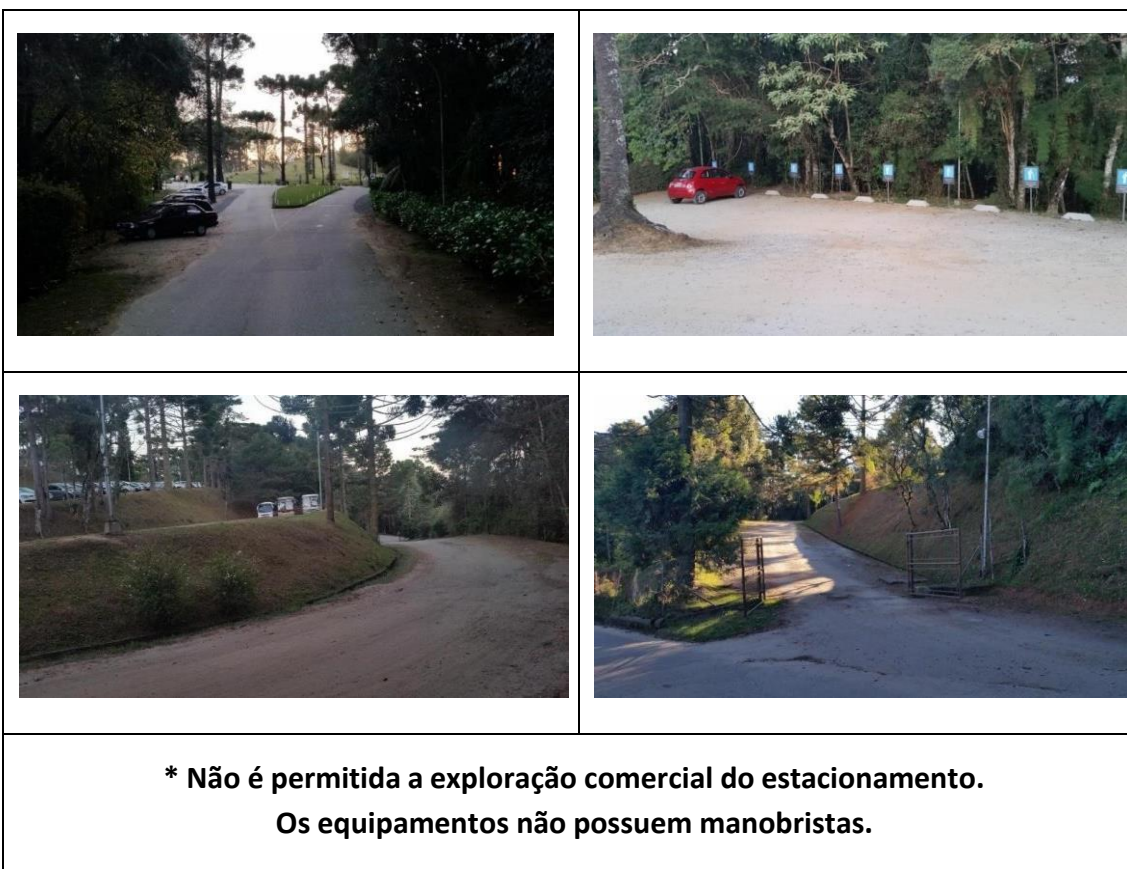 * Não é permitida a exploração comercial do estacionamento.
Os equipamentos não possuem manobristas.